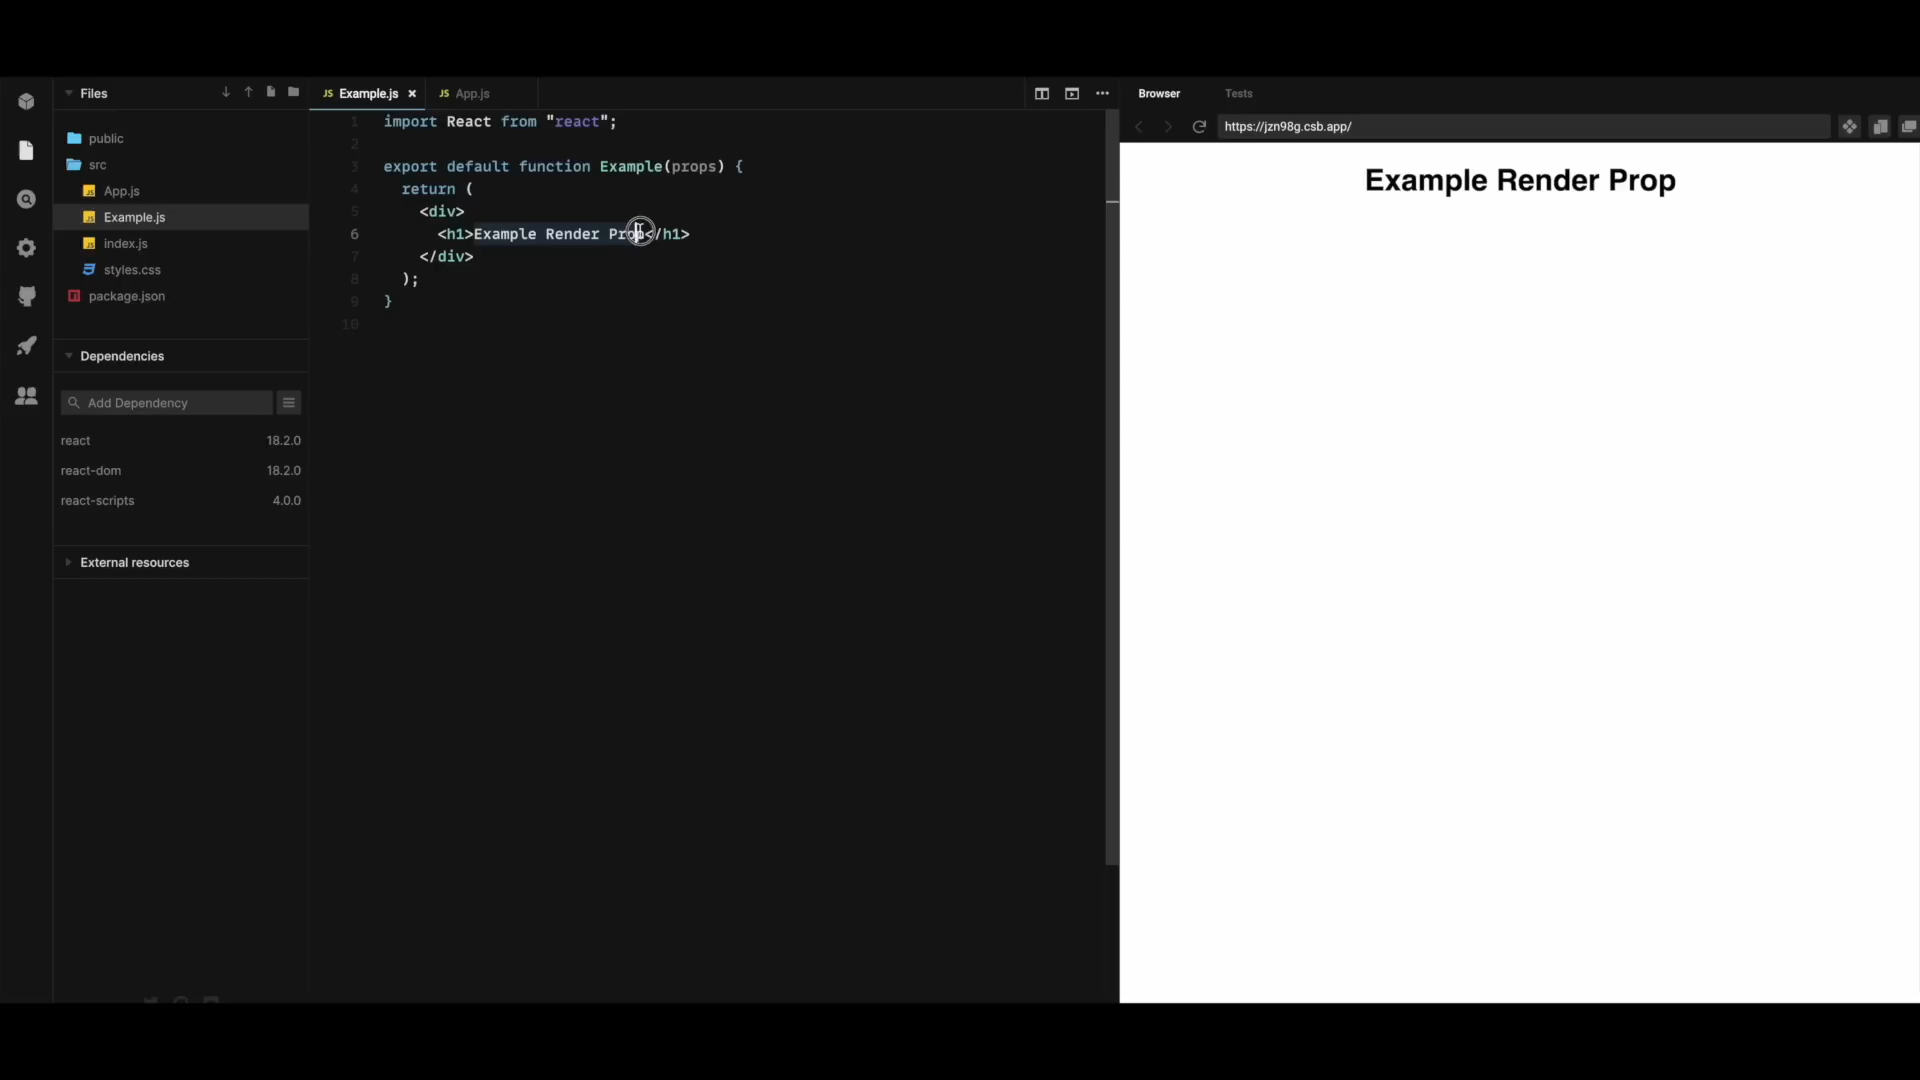 Files
public
src
App.js
Example.js
index.js
styles.css
package.json
Dependencies
Add Dependency
react 18.2.0
react-dom 18.2.0
react-scripts 4.0.0
External resources
JS Example.js × JS App.js
1 import React from "react";
2
3 export default function Example(props) {
4 return (
5 <div>
6 <h1>Example Render Prop</h1>
7 </div>
8 );
9 }
10
Browser Tests
https://jzn98g.csb.app/
Example Render Prop